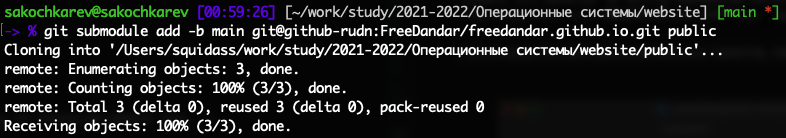 sakochkarev@sakochkarev [00:59:26] [~/work/study/2021-2022/Операционные системы/website] [main *]
-> % git submodule add -b main git@github-rudn:FreeDandar/freedandar.github.io.git public
Cloning into '/Users/squidass/work/study/2021-2022/Операционные системы/website/public'...
remote: Enumerating objects: 3, done.
remote: Counting objects: 100% (3/3), done.
remote: Total 3 (delta 0), reused 3 (delta 0), pack-reused 0
Receiving objects: 100% (3/3), done.